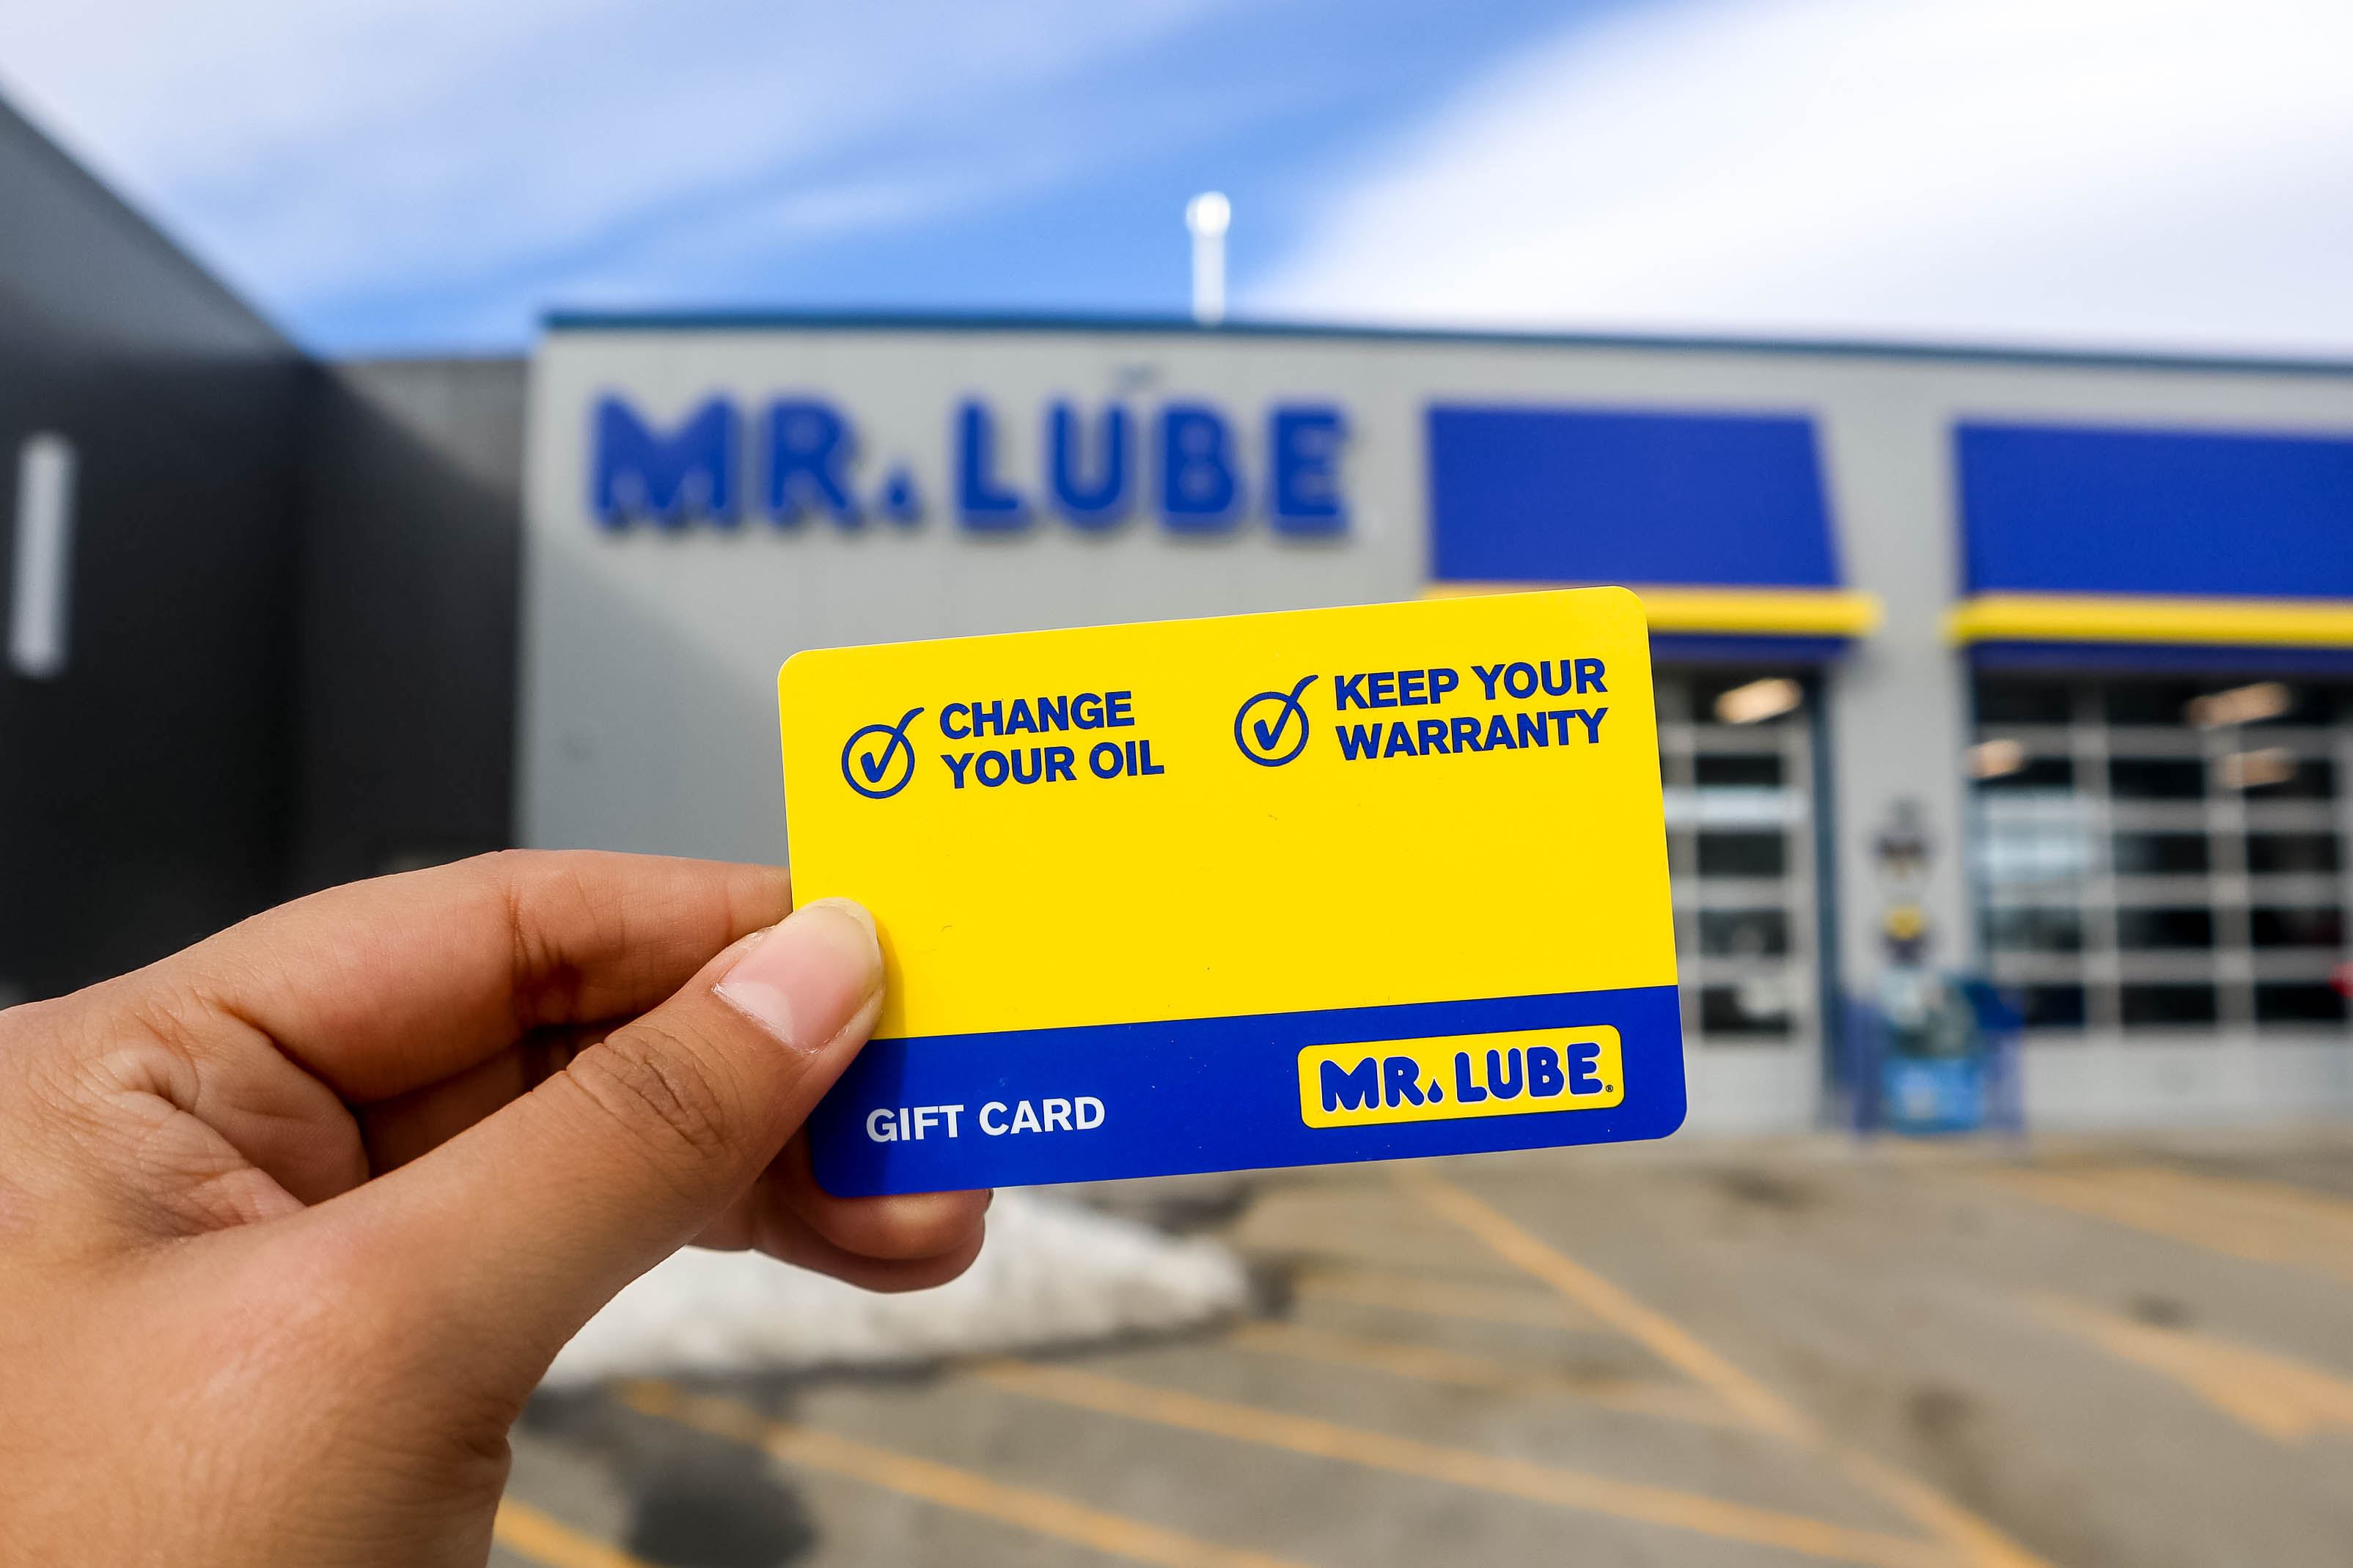 MR. LUBE
CHANGE
YOUR OIL
KEEP YOUR
WARRANTY
GIFT CARD
MR. LUBE®